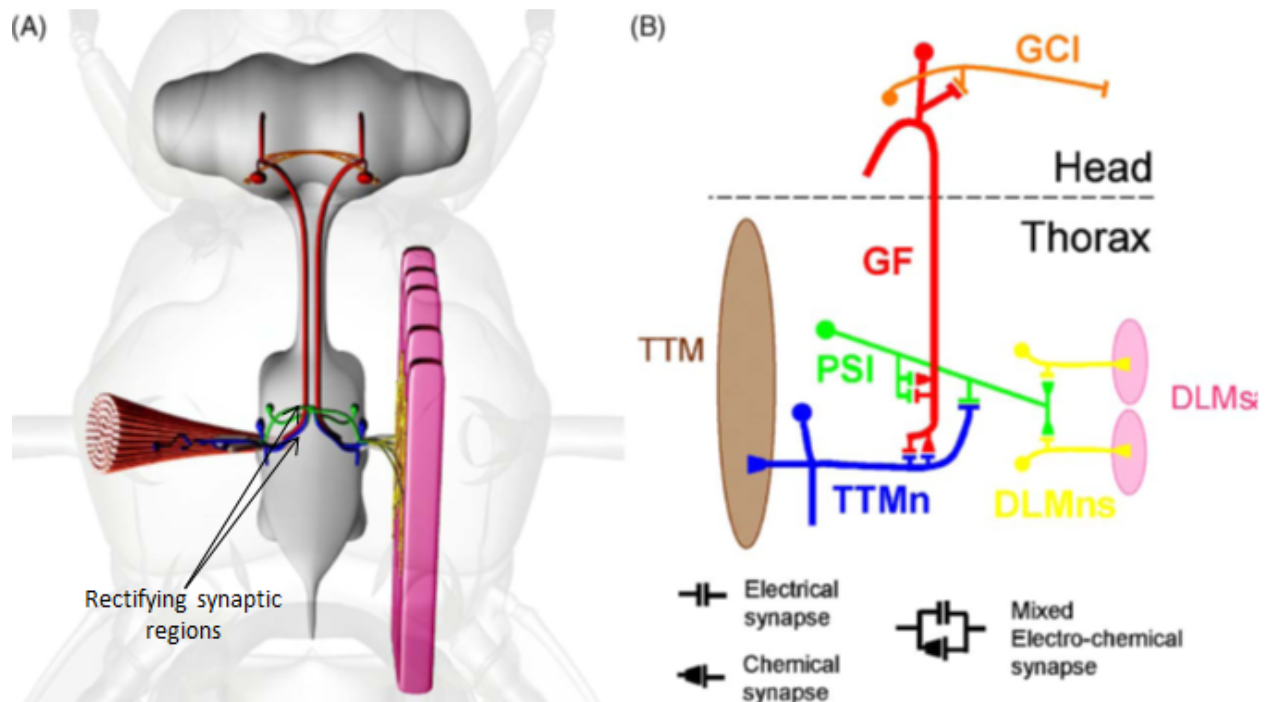 (A)
Rectifying synaptic
regions
(B)
GCI
Head
Thorax
GF
TTM
PSI
DLMs
TTMn
DLMns
Electrical
synapse
Chemical
synapse
Mixed
Electro-chemical
synapse